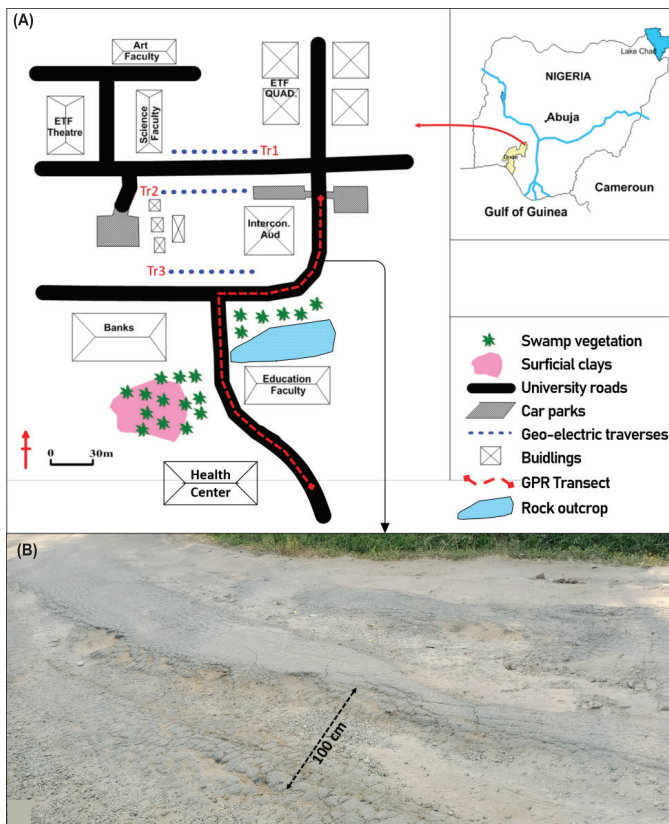 (A)
Art
Faculty
ETF
Theatre
Science
Faculty
ETF
QUAD.
Tr1
Tr2
Intercon.
Aud
Tr3
Banks
Education
Faculty
Health
Center
0 30m
Lake Chad
NIGERIA
Abuja
Ondo
Cameroun
Gulf of Guinea
Swamp vegetation
Surficial clays
University roads
Car parks
Geo-electric traverses
Buidlings
GPR Transect
Rock outcrop
(B)
100 cm